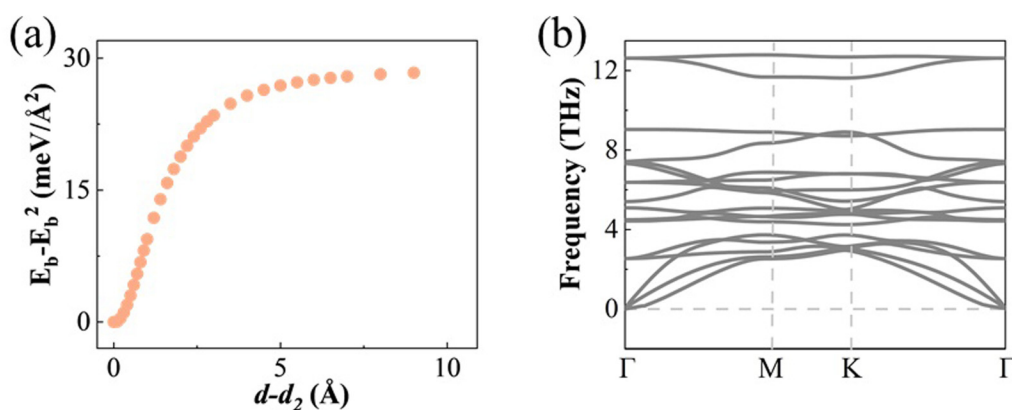 (a)
30
15
0
E_b-E_b^2 (meV/Å^2)
0
5
10
d-d_2 (Å)
(b)
12
8
4
0
Frequency (THz)
Γ
M
K
Γ